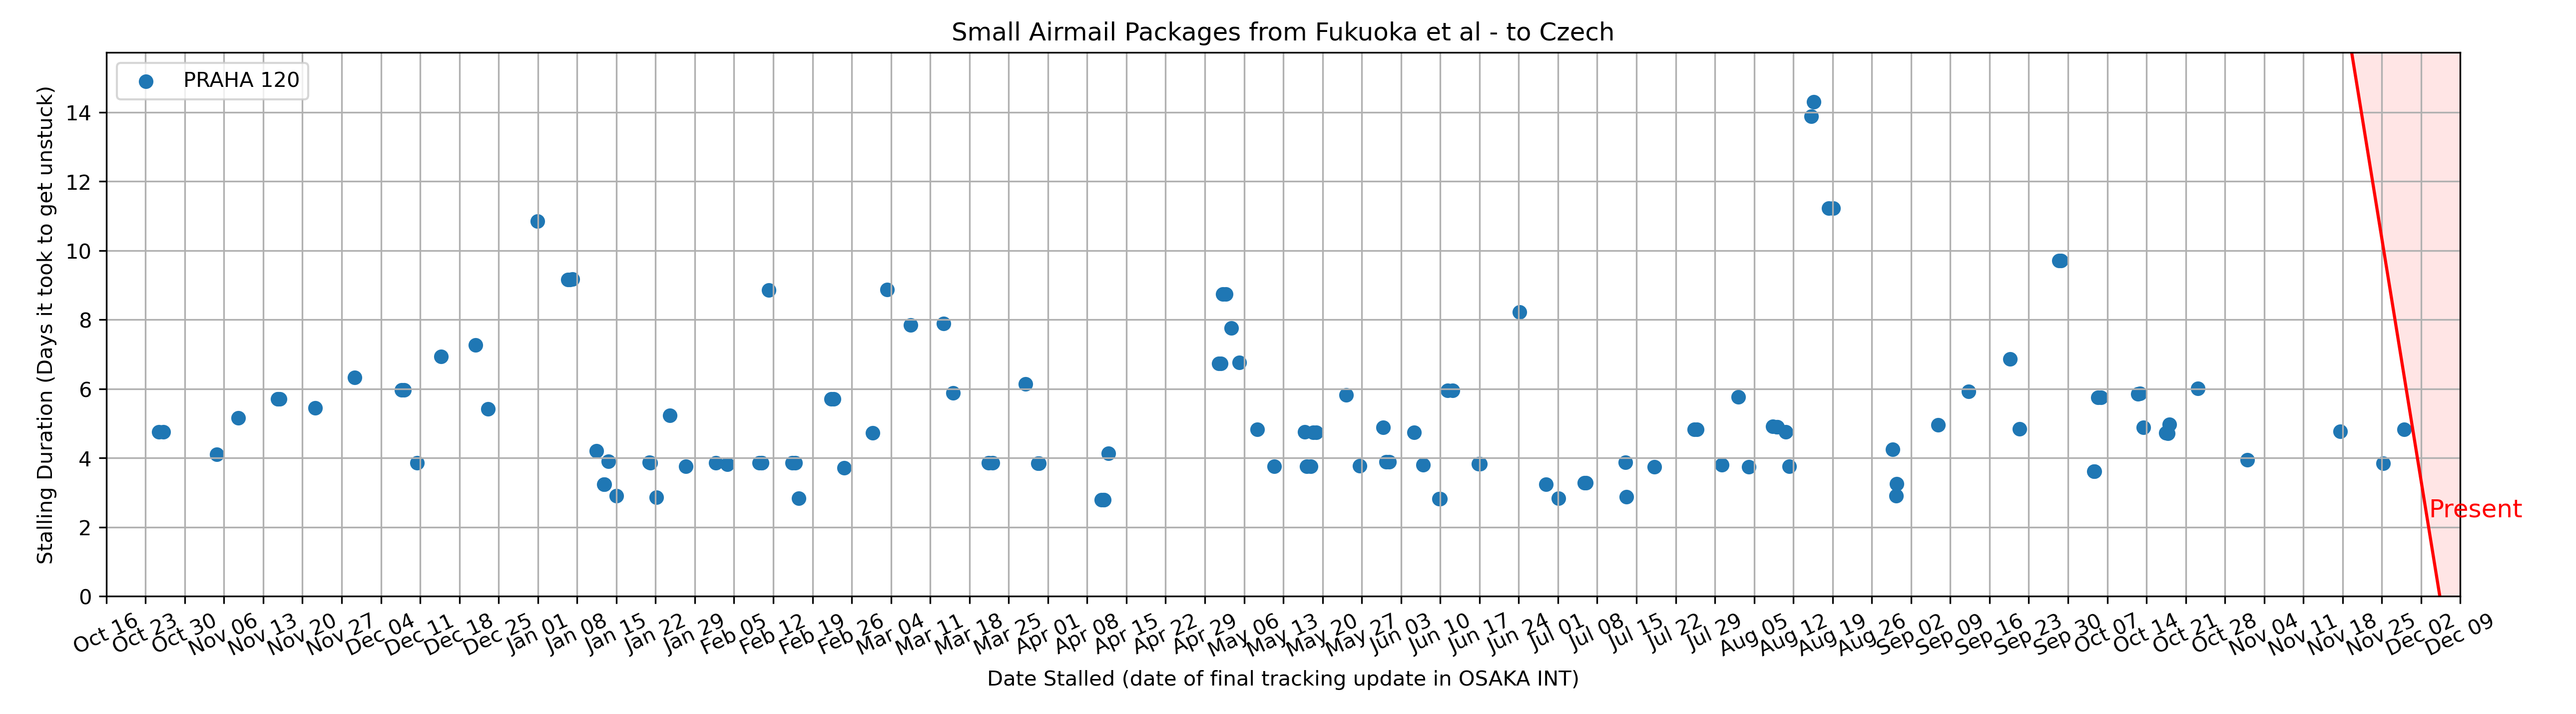 Small Airmail Packages from Fukuoka et al - to Czech
PRAHA 120
Stalling Duration (Days it took to get unstuck)
14
12
10
8
6
4
2
0
Present
Oct 16 Oct 23 Oct 30 Nov 06 Nov 13 Nov 20 Nov 27 Dec 04 Dec 11 Dec 18 Dec 25 Jan 01 Jan 08 Jan 15 Jan 22 Jan 29 Feb 05 Feb 12 Feb 19 Feb 26 Mar 04 Mar 11 Mar 18 Mar 25 Apr 01 Apr 08 Apr 15 Apr 22 Apr 29 May 06 May 13 May 20 May 27 Jun 03 Jun 10 Jun 17 Jun 24 Jul 01 Jul 08 Jul 15 Jul 22 Jul 29 Aug 05 Aug 12 Aug 19 Aug 26 Sep 02 Sep 09 Sep 16 Sep 23 Sep 30 Oct 07 Oct 14 Oct 21 Oct 28 Nov 04 Nov 11 Nov 18 Nov 25 Dec 02 Dec 09
Date Stalled (date of final tracking update in OSAKA INT)